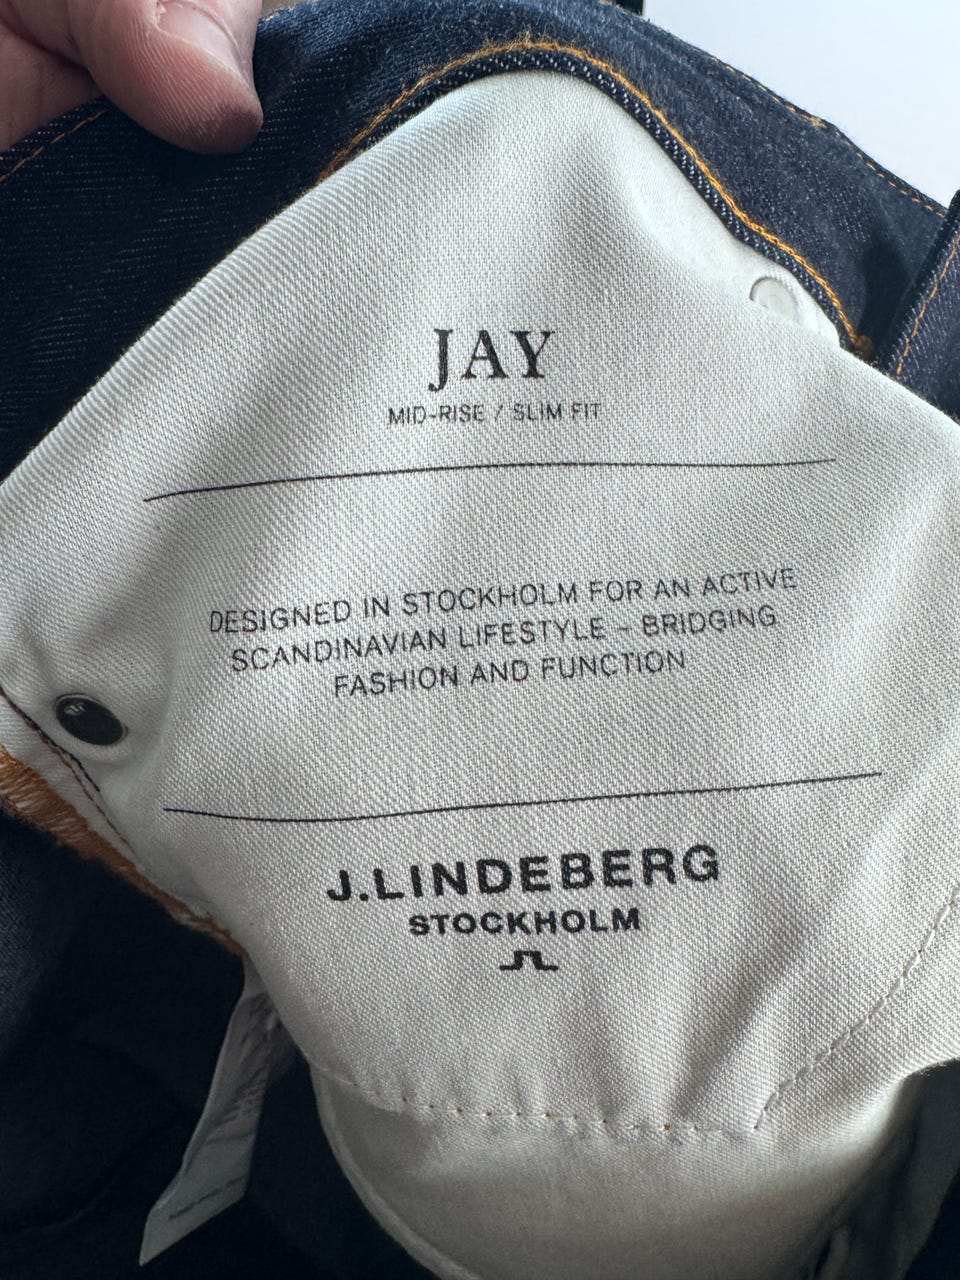 JAY
MID-RISE / SLIM FIT
DESIGNED IN STOCKHOLM FOR AN ACTIVE
SCANDINAVIAN LIFESTYLE - BRIDGING
FASHION AND FUNCTION
J.LINDEBERG
STOCKHOLM